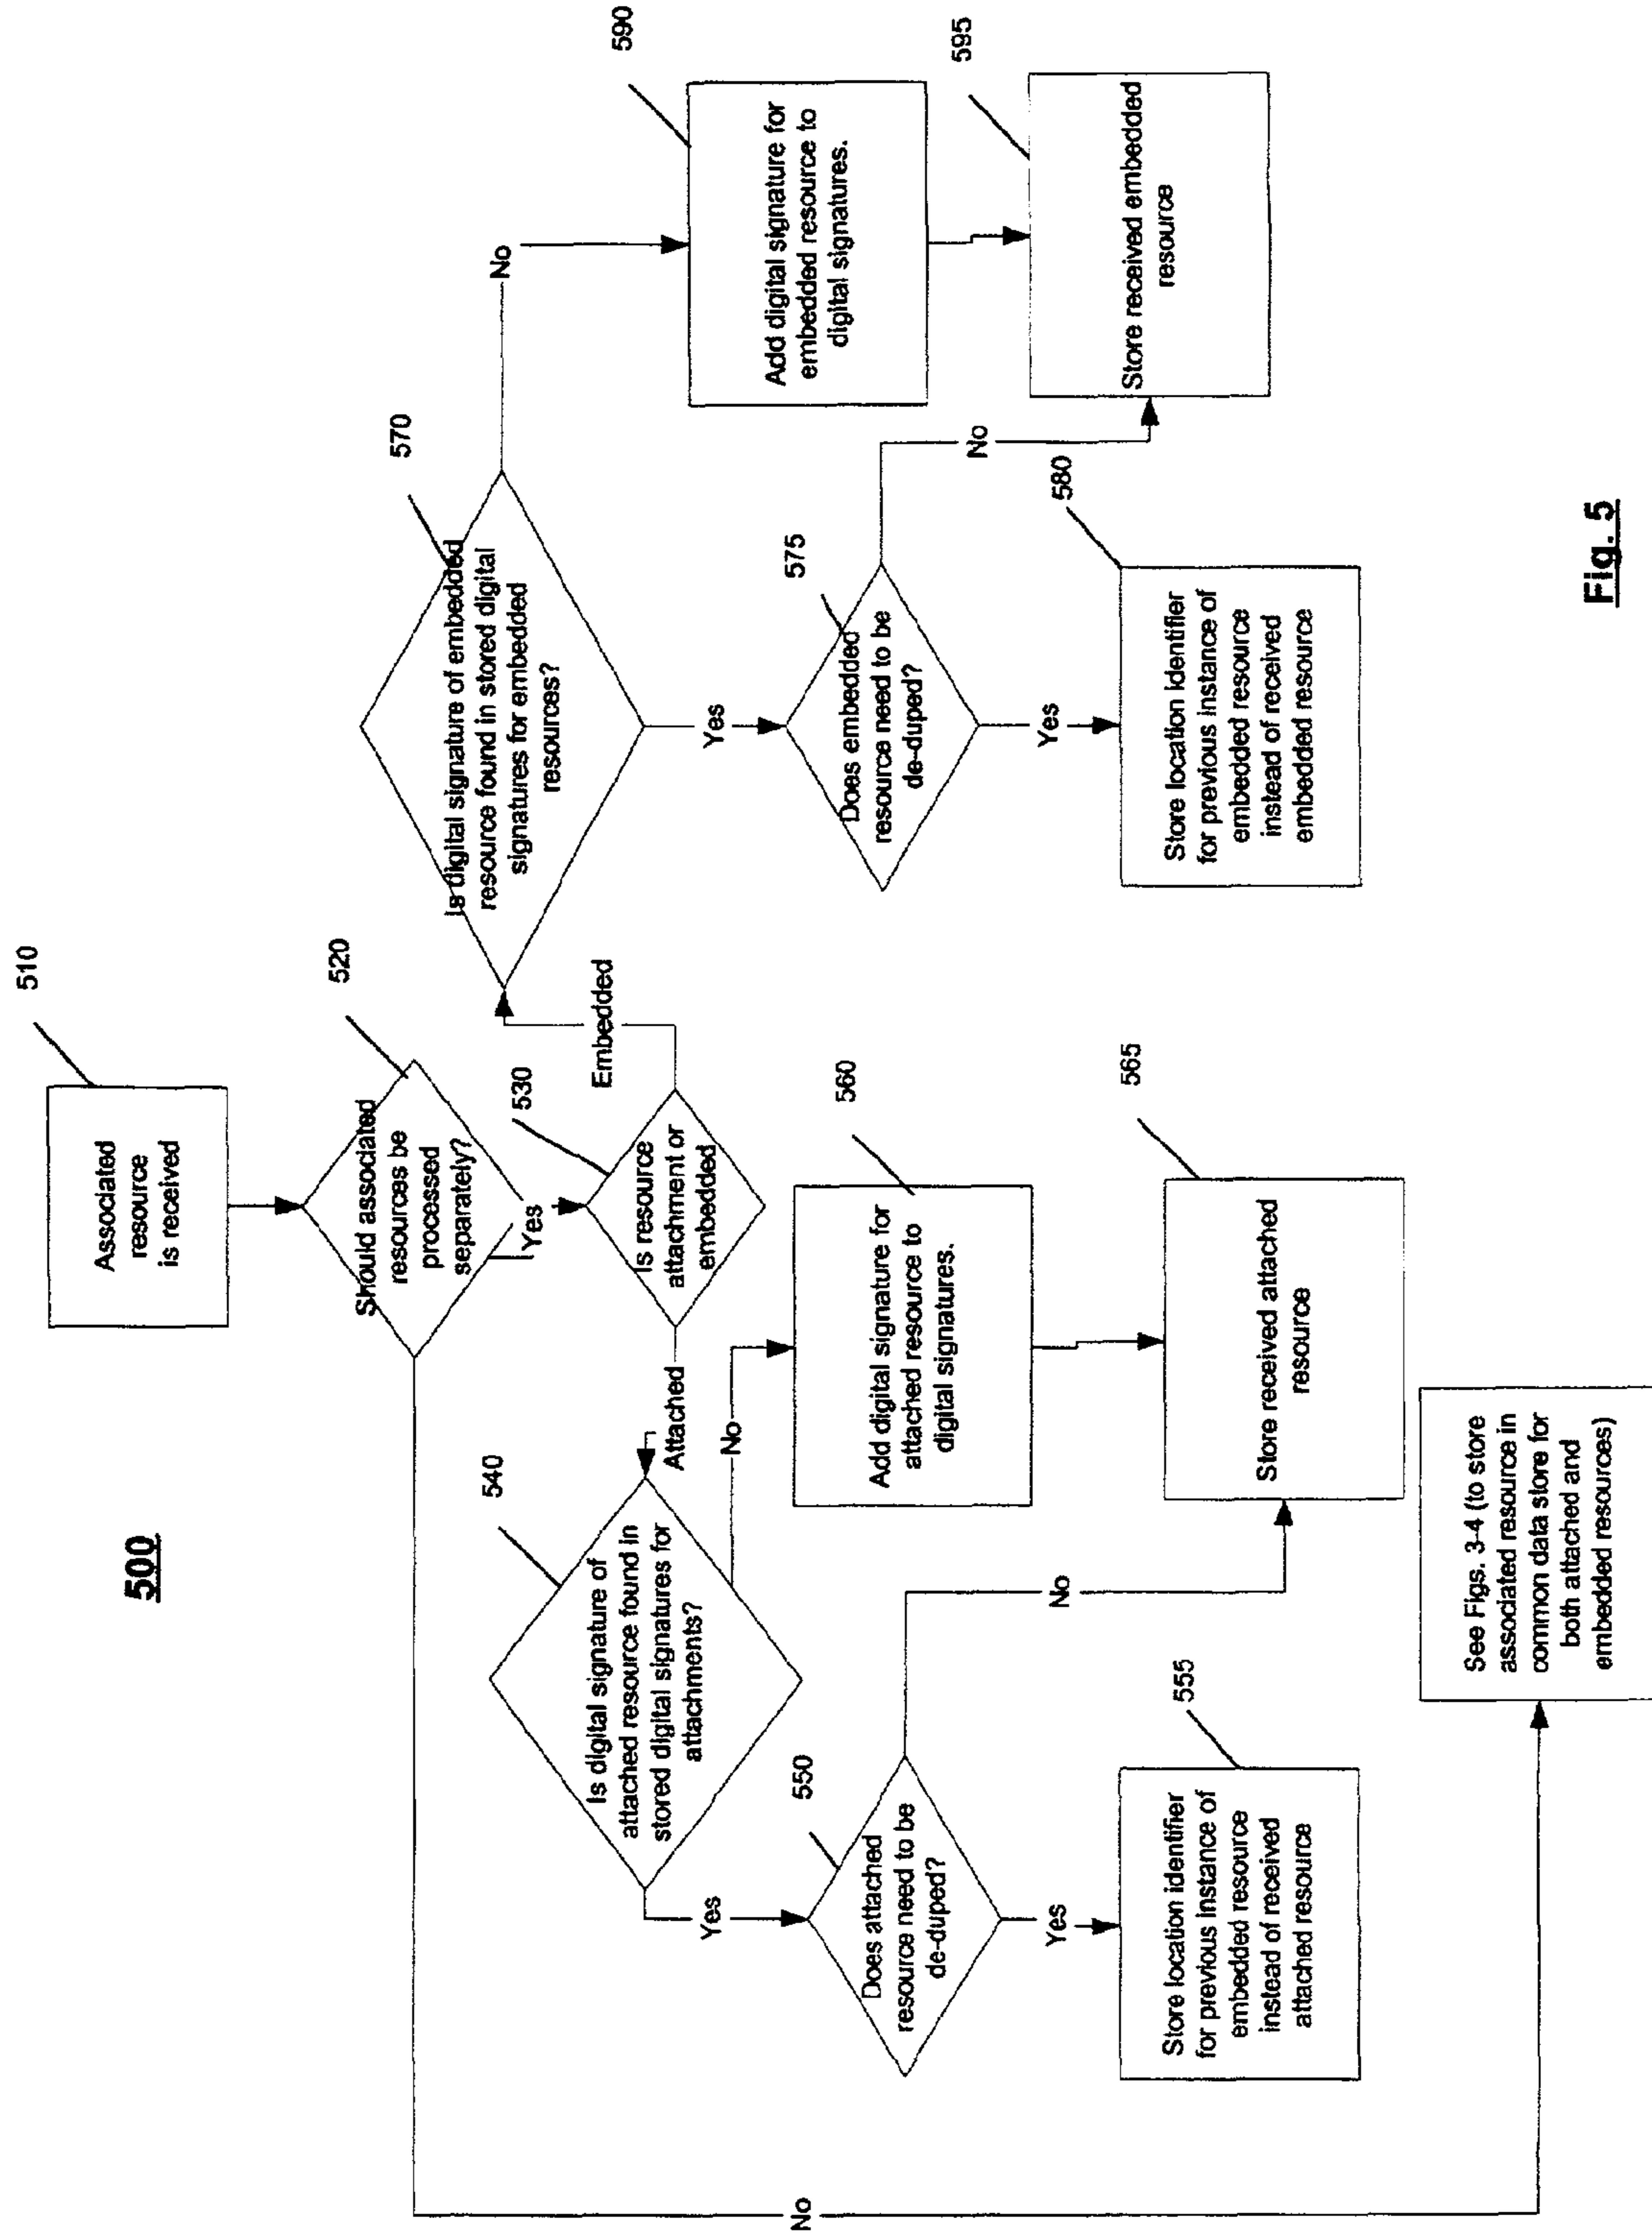 500
510
Associated
resource
is received
520
Should associated
resources be
processed
separately?
Yes
No
530
Is resource
attachment or
embedded
Attached
Embedded
540
Is digital signature of
attached resource found in
stored digital signatures for
attachments?
Yes
No
550
Does attached
resource need to be
de-duped?
Yes
No
555
Store location identifier
for previous instance of
embedded resource
instead of received
attached resource
560
Add digital signature for
attached resource to
digital signatures.
565
Store received attached
resource
See Figs. 3-4 (to store
associated resource in
common data store for
both attached and
embedded resources)
570
Is digital signature of embedded
resource found in stored digital
signatures for embedded
resources?
Yes
No
575
Does embedded
resource need to be
de-duped?
Yes
No
580
Store location identifier
for previous instance of
embedded resource
instead of received
embedded resource
590
Add digital signature for
embedded resource to
digital signatures.
595
Store received embedded
resource
Fig. 5